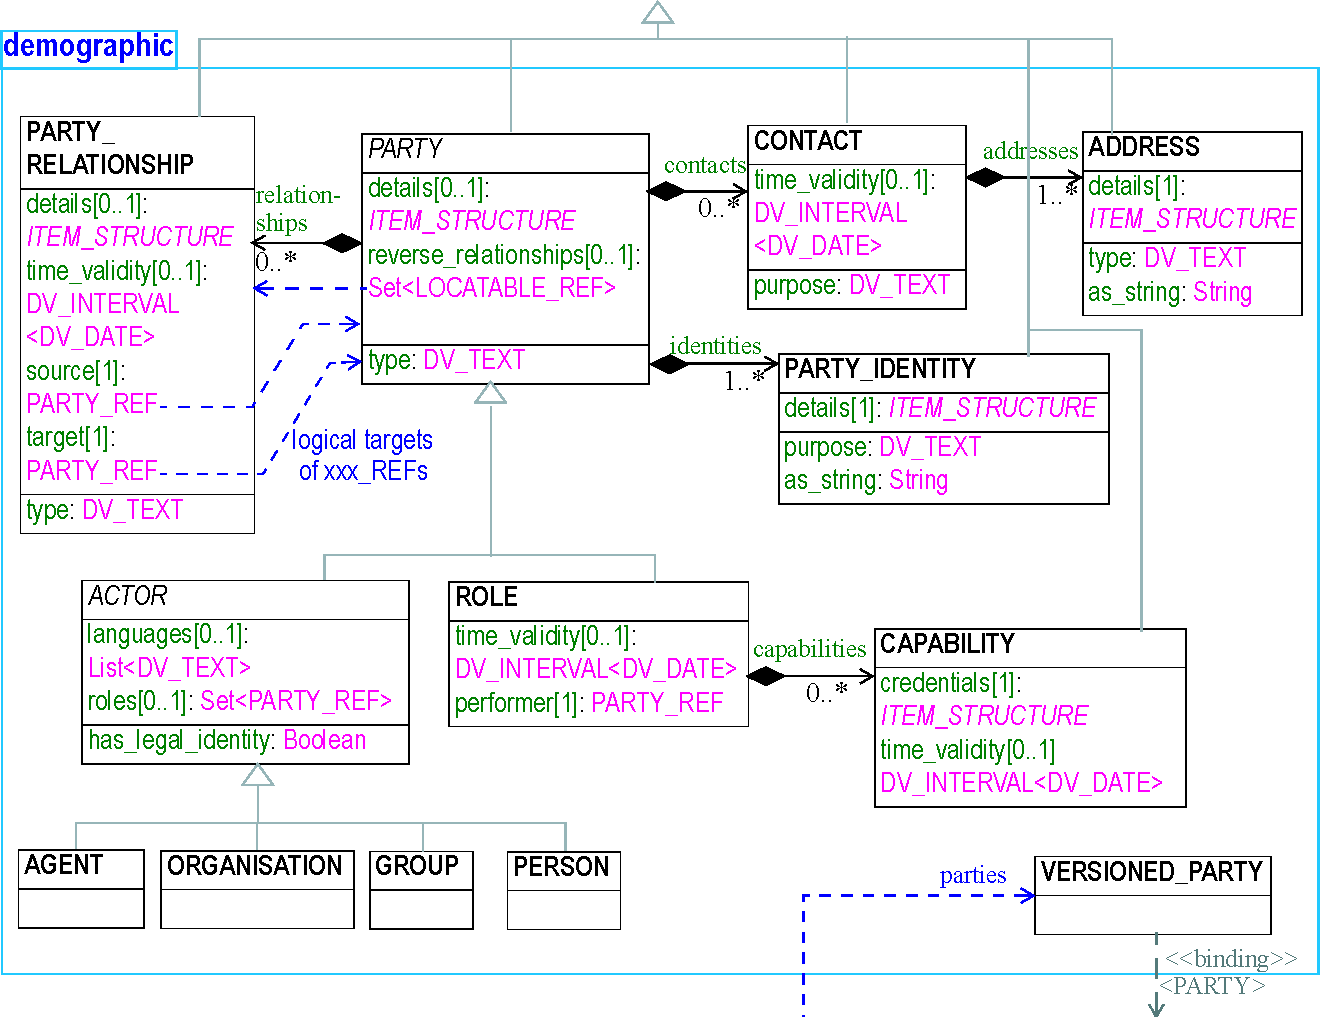 demographic
PARTY_
RELATIONSHIP
details[0..1]:
ITEM_STRUCTURE
time_validity[0..1]:
DV_INTERVAL
<DV_DATE>
source[1]:
PARTY_REF
target[1]:
PARTY_REF
type: DV_TEXT
relation-
ships
0..*
PARTY
details[0..1]:
ITEM_STRUCTURE
reverse_relationships[0..1]:
Set<LOCATABLE_REF>
type: DV_TEXT
contacts
0..*
CONTACT
time_validity[0..1]:
DV_INTERVAL
<DV_DATE>
purpose: DV_TEXT
addresses
1..*
ADDRESS
details[1]:
ITEM_STRUCTURE
type: DV_TEXT
as_string: String
identities
1..*
PARTY_IDENTITY
details[1]: ITEM_STRUCTURE
purpose: DV_TEXT
as_string: String
logical targets
of xxx_REFs
ACTOR
languages[0..1]:
List<DV_TEXT>
roles[0..1]: Set<PARTY_REF>
has_legal_identity: Boolean
ROLE
time_validity[0..1]:
DV_INTERVAL<DV_DATE>
performer[1]: PARTY_REF
capabilities
0..*
CAPABILITY
credentials[1]:
ITEM_STRUCTURE
time_validity[0..1]
DV_INTERVAL<DV_DATE>
AGENT
ORGANISATION
GROUP
PERSON
parties
VERSIONED_PARTY
<<binding>>
<PARTY>